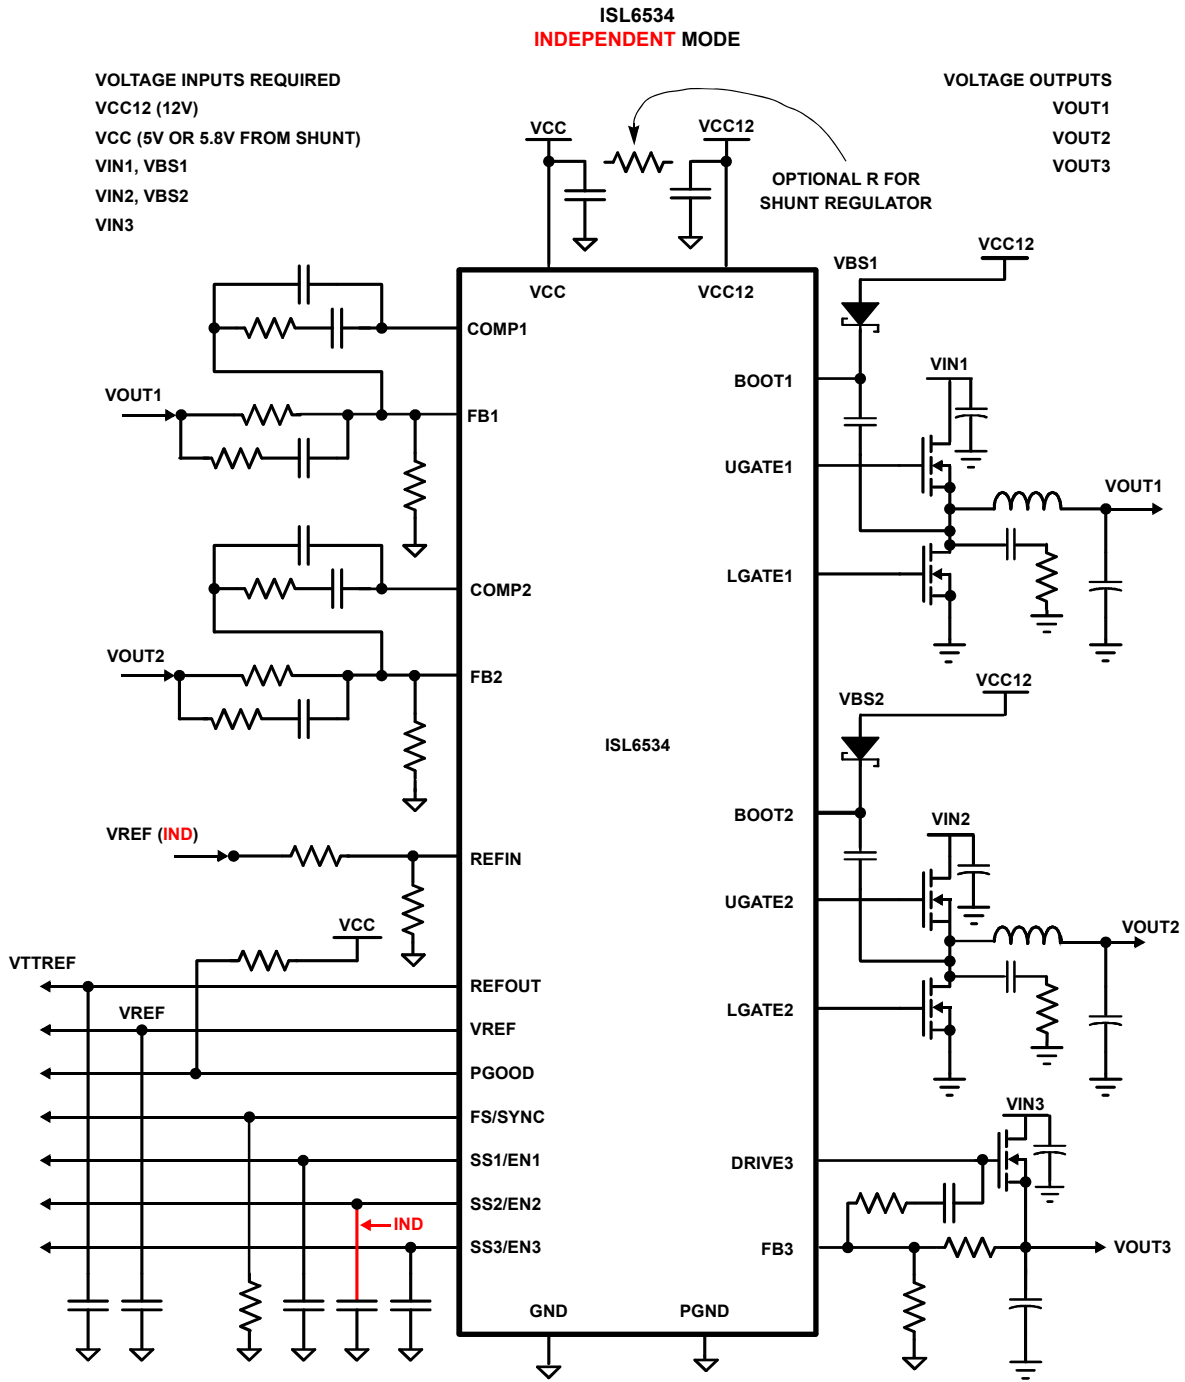 ISL6534
INDEPENDENT MODE
VOLTAGE INPUTS REQUIRED
VCC12 (12V)
VCC (5V OR 5.8V FROM SHUNT)
VIN1, VBS1
VIN2, VBS2
VIN3
VOLTAGE OUTPUTS
VOUT1
VOUT2
VOUT3
VCC
VCC12
OPTIONAL R FOR
SHUNT REGULATOR
VCC
VCC12
COMP1
VOUT1
FB1
COMP2
VOUT2
FB2
VREF (IND)
REFIN
VCC
VTTREF
REFOUT
VREF
VREF
PGOOD
FS/SYNC
SS1/EN1
SS2/EN2
IND
SS3/EN3
GND
PGND
ISL6534
VBS1
VCC12
BOOT1
VIN1
UGATE1
VOUT1
LGATE1
VBS2
VCC12
BOOT2
VIN2
UGATE2
VOUT2
LGATE2
VIN3
DRIVE3
FB3
VOUT3